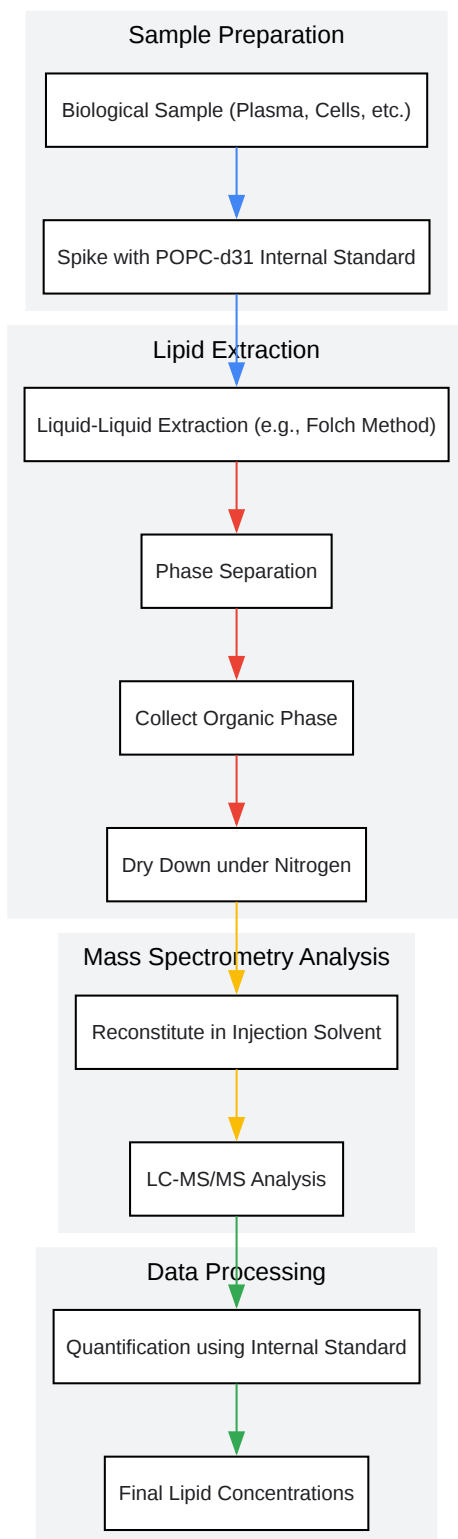 Sample Preparation
Biological Sample (Plasma, Cells, etc.)
Spike with POPC-d31 Internal Standard
Lipid Extraction
Liquid-Liquid Extraction (e.g., Folch Method)
Phase Separation
Collect Organic Phase
Dry Down under Nitrogen
Mass Spectrometry Analysis
Reconstitute in Injection Solvent
LC-MS/MS Analysis
Data Processing
Quantification using Internal Standard
Final Lipid Concentrations